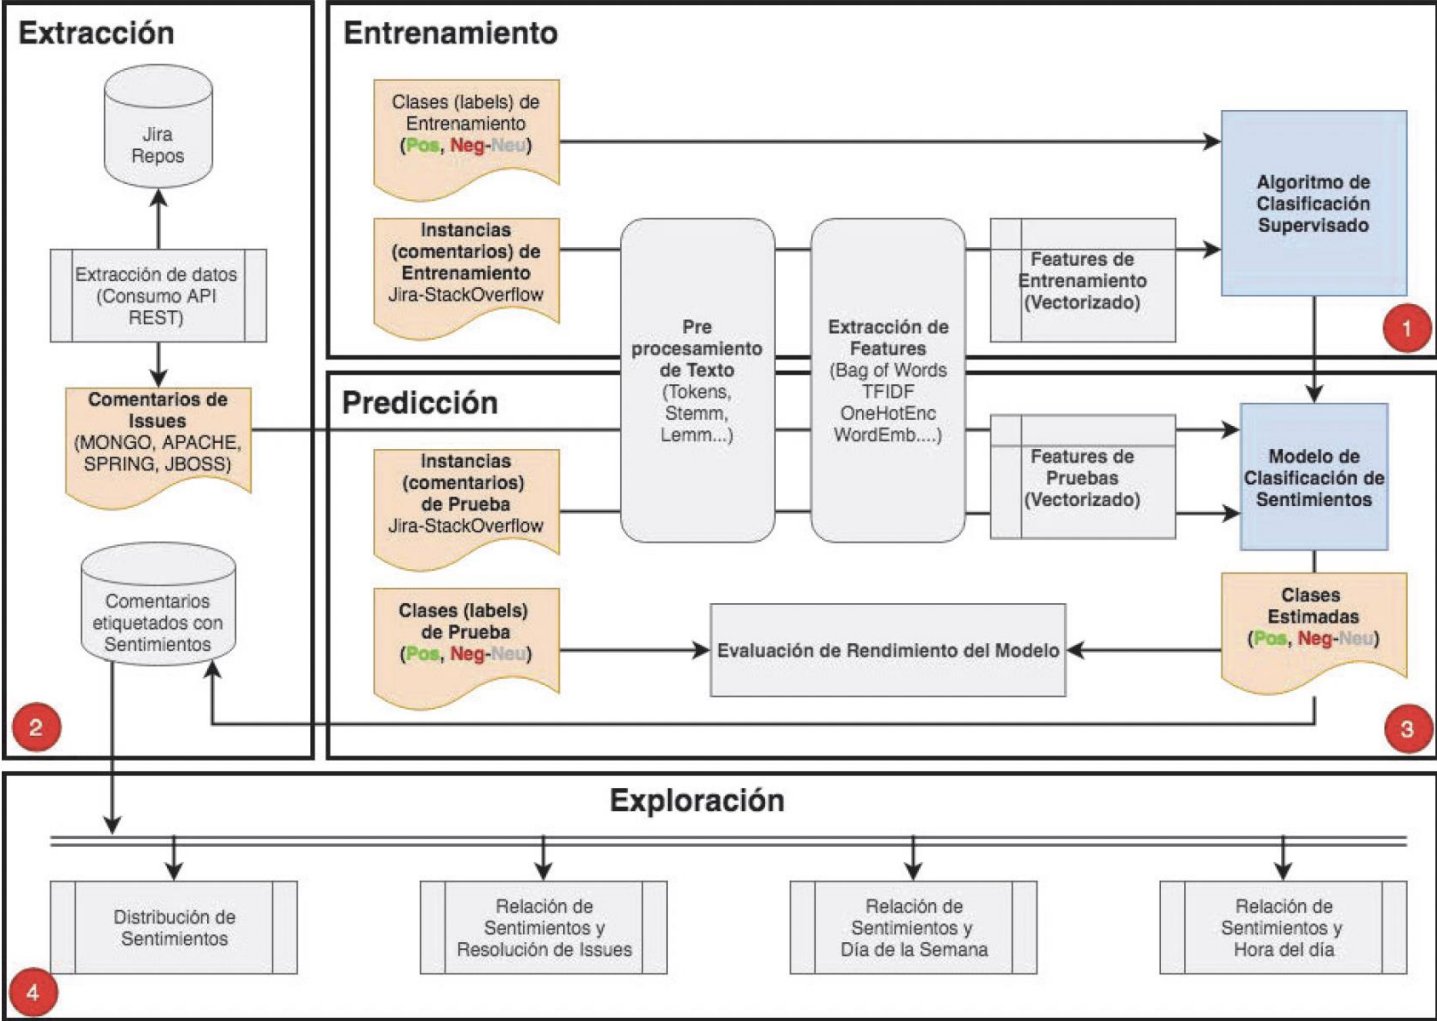 Extracción
Jira
Repos
Extracción de datos
(Consumo API
REST)
Comentarios de
Issues
(MONGO, APACHE,
SPRING, JBOSS)
Comentarios
etiquetados con
Sentimientos
2
Entrenamiento
Clases (labels) de
Entrenamiento
(Pos, Neg-Neu)
Instancias
(comentarios) de
Entrenamiento
Jira-StackOverflow
Pre
procesamiento
de Texto
(Tokens,
Stemm,
Lemm...)
Extracción de
Features
(Bag of Words
TFIDF
OneHotEnc
WordEmb....)
Features de
Entrenamiento
(Vectorizado)
Algoritmo de
Clasificación
Supervisado
1
Predicción
Instancias
(comentarios)
de Prueba
Jira-StackOverflow
Features de
Pruebas
(Vectorizado)
Modelo de
Clasificación de
Sentimientos
Clases (labels)
de Prueba
(Pos, Neg-Neu)
Evaluación de Rendimiento del Modelo
Clases
Estimadas
(Pos, Neg-Neu)
3
Exploración
Distribución de
Sentimientos
Relación de
Sentimientos y
Resolución de Issues
Relación de
Sentimientos y
Día de la Semana
Relación de
Sentimientos y
Hora del día
4